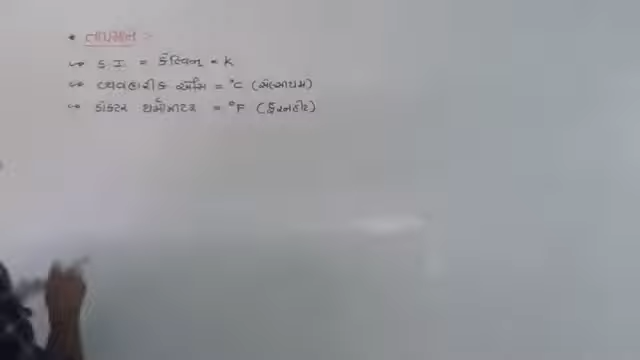 • તાપમાન :-
→ S.I. = કેલ્વિન = K
→ વ્યવહારીક એકમ = °C (સેલ્સીયસ)
→ ડોક્ટર થર્મોમીટર = °F (ફેરનહીટ)